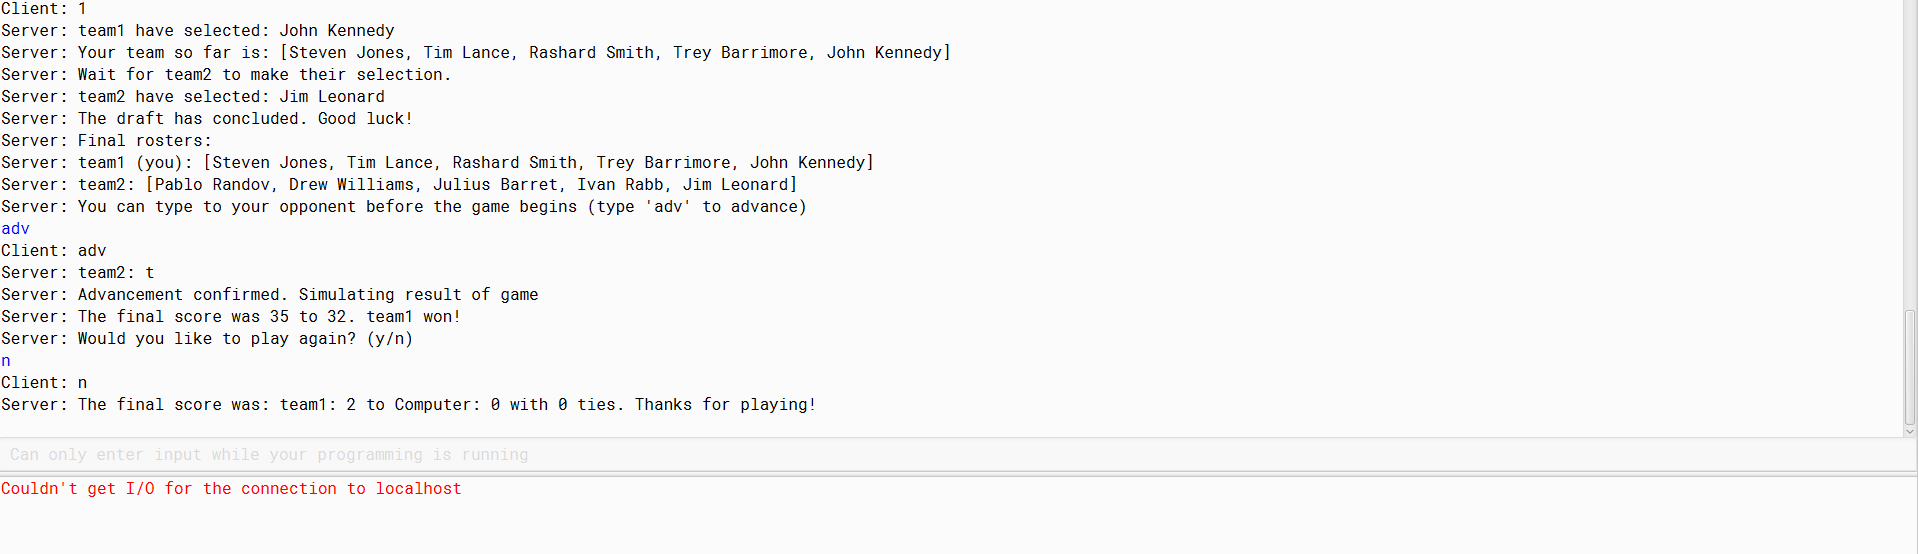 Client: 1
Server: team1 have selected: John Kennedy
Server: Your team so far is: [Steven Jones, Tim Lance, Rashard Smith, Trey Barrimore, John Kennedy]
Server: Wait for team2 to make their selection.
Server: team2 have selected: Jim Leonard
Server: The draft has concluded. Good luck!
Server: Final rosters:
Server: team1 (you): [Steven Jones, Tim Lance, Rashard Smith, Trey Barrimore, John Kennedy]
Server: team2: [Pablo Randov, Drew Williams, Julius Barret, Ivan Rabb, Jim Leonard]
Server: You can type to your opponent before the game begins (type 'adv' to advance)
adv
Client: adv
Server: team2: t
Server: Advancement confirmed. Simulating result of game
Server: The final score was 35 to 32. team1 won!
Server: Would you like to play again? (y/n)
n
Client: n
Server: The final score was: team1: 2 to Computer: 0 with 0 ties. Thanks for playing!
Can only enter input while your programming is running
Couldn't get I/O for the connection to localhost